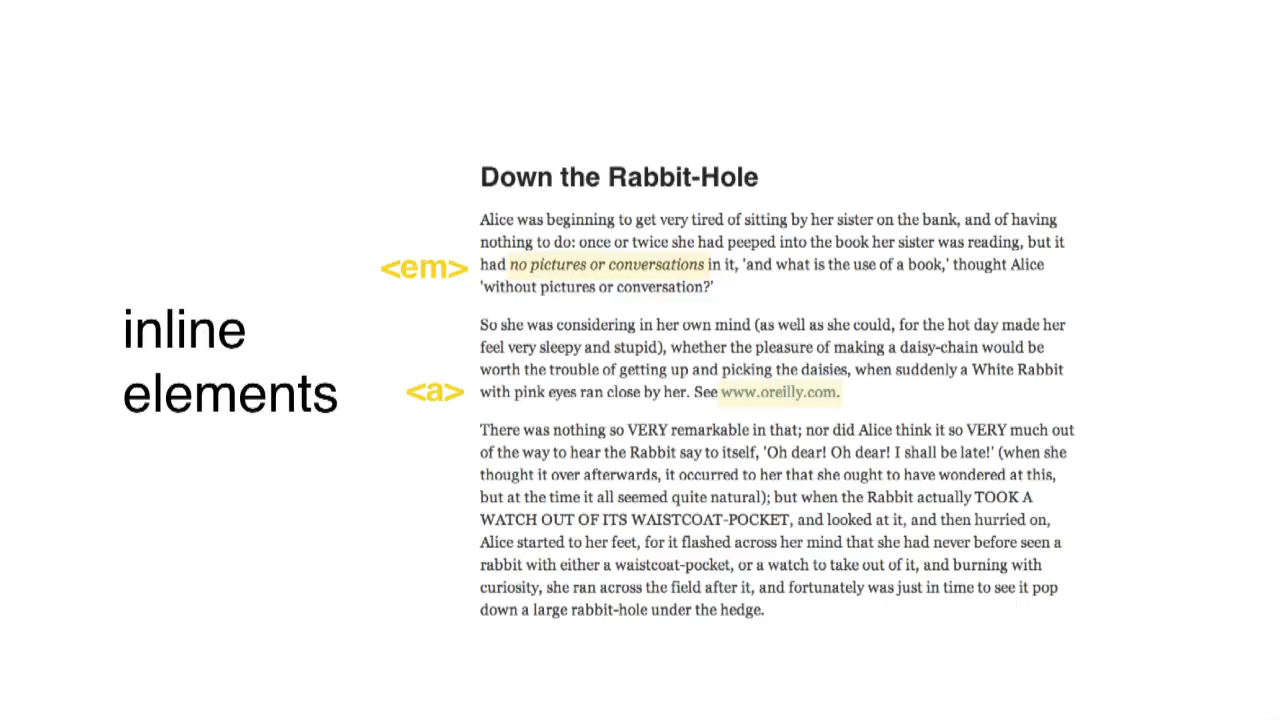 Down the Rabbit-Hole
Alice was beginning to get very tired of sitting by her sister on the bank, and of having
nothing to do: once or twice she had peeped into the book her sister was reading, but it
<em> had no pictures or conversations in it, 'and what is the use of a book,' thought Alice
'without pictures or conversation?'
inline
elements
So she was considering in her own mind (as well as she could, for the hot day made her
feel very sleepy and stupid), whether the pleasure of making a daisy-chain would be
worth the trouble of getting up and picking the daisies, when suddenly a White Rabbit
<a> with pink eyes ran close by her. See www.oreilly.com.
There was nothing so VERY remarkable in that; nor did Alice think it so VERY much out
of the way to hear the Rabbit say to itself, 'Oh dear! Oh dear! I shall be late!' (when she
thought it over afterwards, it occurred to her that she ought to have wondered at this,
but at the time it all seemed quite natural); but when the Rabbit actually TOOK A
WATCH OUT OF ITS WAISTCOAT-POCKET, and looked at it, and then hurried on,
Alice started to her feet, for it flashed across her mind that she had never before seen a
rabbit with either a waistcoat-pocket, or a watch to take out of it, and burning with
curiosity, she ran across the field after it, and fortunately was just in time to see it pop
down a large rabbit-hole under the hedge.